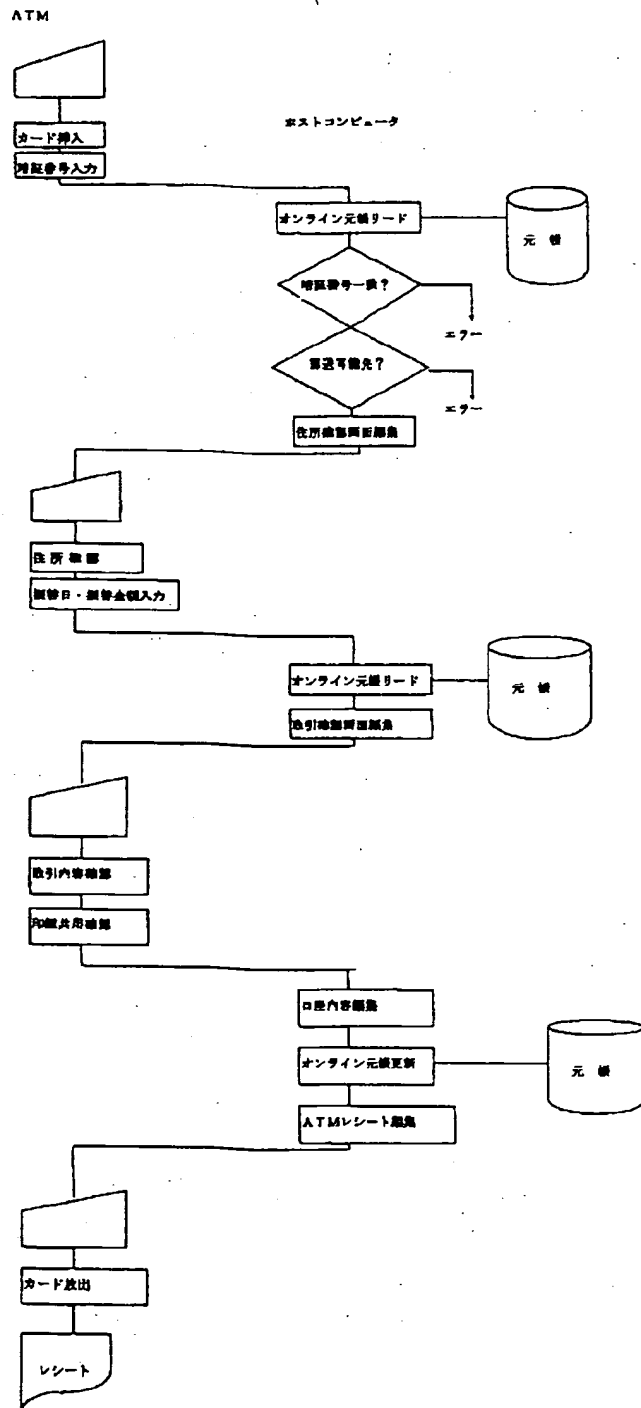 ATM
ホストコンピュータ
カード挿入
暗証番号入力
オンライン元帳リード
元帳
暗証番号一致?
エラー
郵送可能先?
エラー
住所確認画面編集
住所確認
振替日・振替金額入力
オンライン元帳リード
元帳
取引確認画面編集
取引内容確認
印鑑共用確認
口座内容編集
オンライン元帳更新
元帳
ATMレシート編集
カード放出
レシート